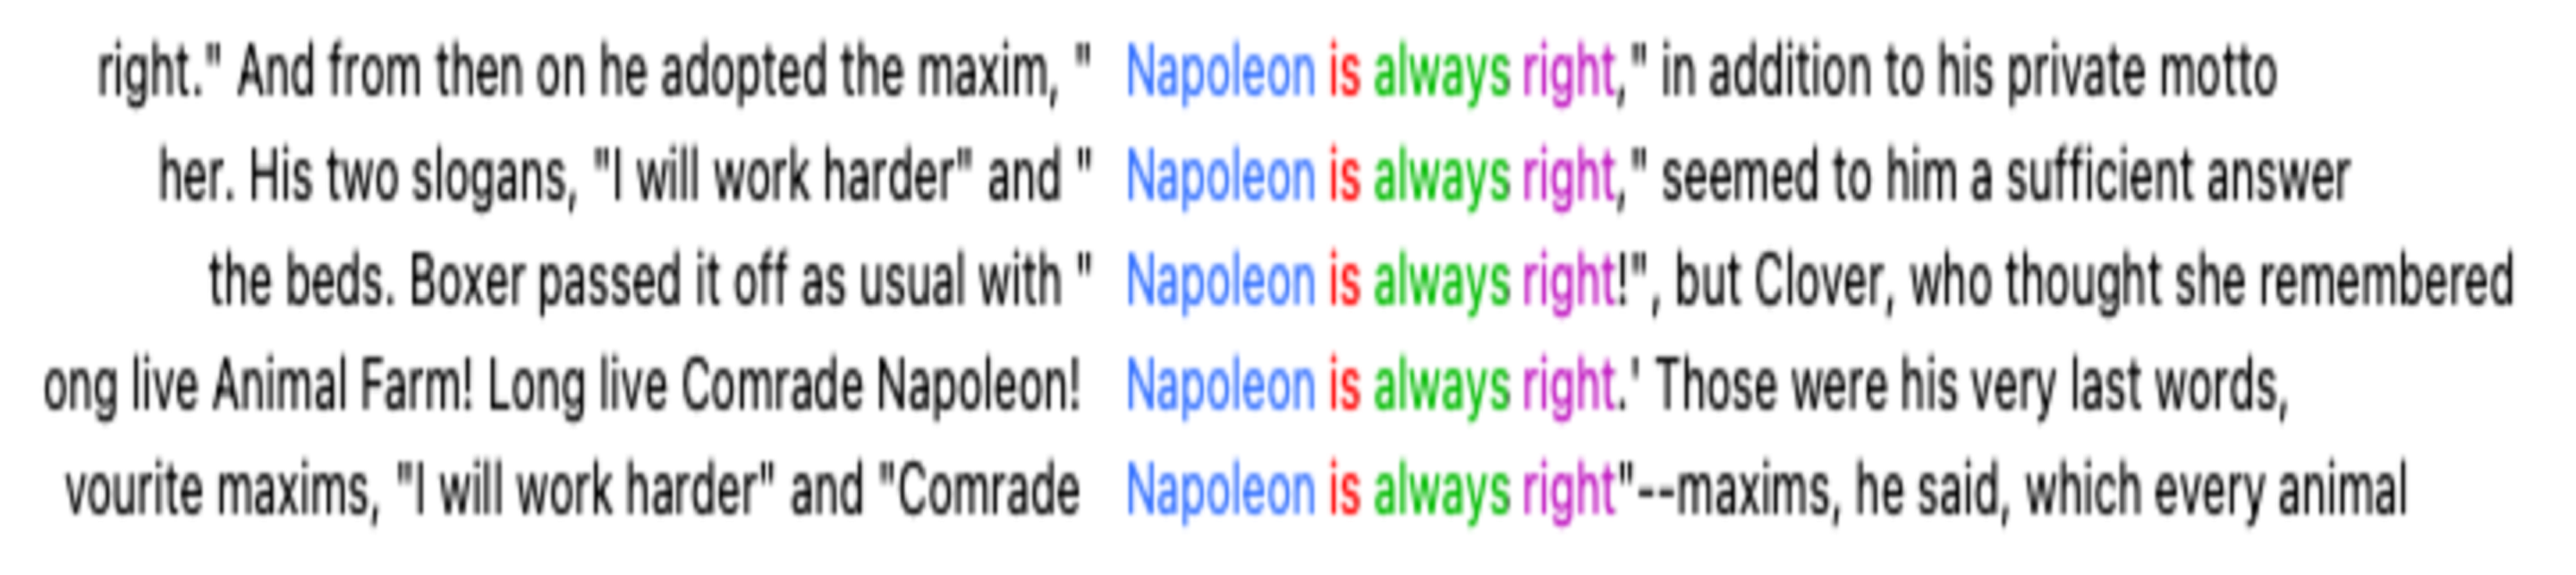 right." And from then on he adopted the maxim, " Napoleon is always right," in addition to his private motto
her. His two slogans, "I will work harder" and " Napoleon is always right," seemed to him a sufficient answer
the beds. Boxer passed it off as usual with " Napoleon is always right!", but Clover, who thought she remembered
ong live Animal Farm! Long live Comrade Napoleon! Napoleon is always right.' Those were his very last words,
vourite maxims, "I will work harder" and "Comrade Napoleon is always right"--maxims, he said, which every animal